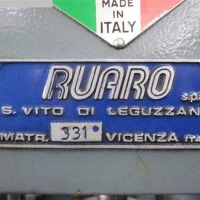 MADE
IN
ITALY
RUARO s.p.a.
S. VITO DI LEGUZZAN
MATR. 331 VICENZA